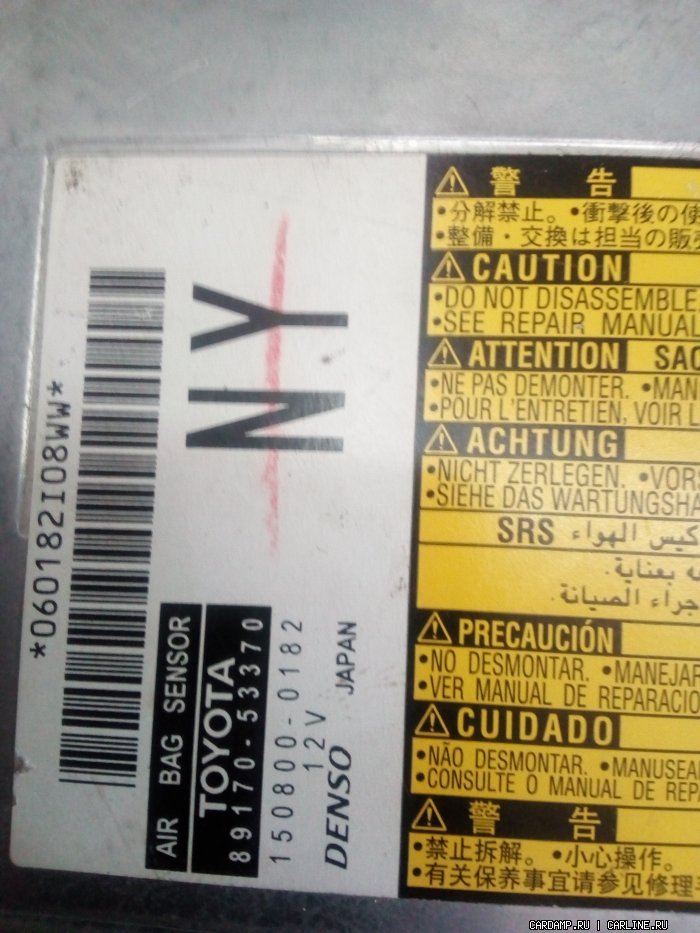 *060182I08WW*
NY
AIR BAG SENSOR
TOYOTA
89170-53370
150800-0182
12V
DENSO JAPAN
警告
•分解禁止。 •衝撃後の使
•整備・交換は担当の販売
CAUTION
•DO NOT DISASSEMBLE.
•SEE REPAIR MANUAL
ATTENTION SAC
•NE PAS DEMONTER. •MAN
•POUR L'ENTRETIEN, VOIR L
ACHTUNG
•NICHT ZERLEGEN. •VORS
•SIEHE DAS WARTUNGSHA
كيس الهواء SRS
به بعناية.
جراء الصيانة.
PRECAUCIÓN
•NO DESMONTAR. •MANEJAR
•VER MANUAL DE REPARACIO
CUIDADO
•NÃO DESMONTAR. •MANUSEA
•CONSULTE O MANUAL DE REPA
警告
•禁止拆解。 •小心操作。
•有关保养事宜请参见修理手
CARDAMP.RU | CARLINE.RU